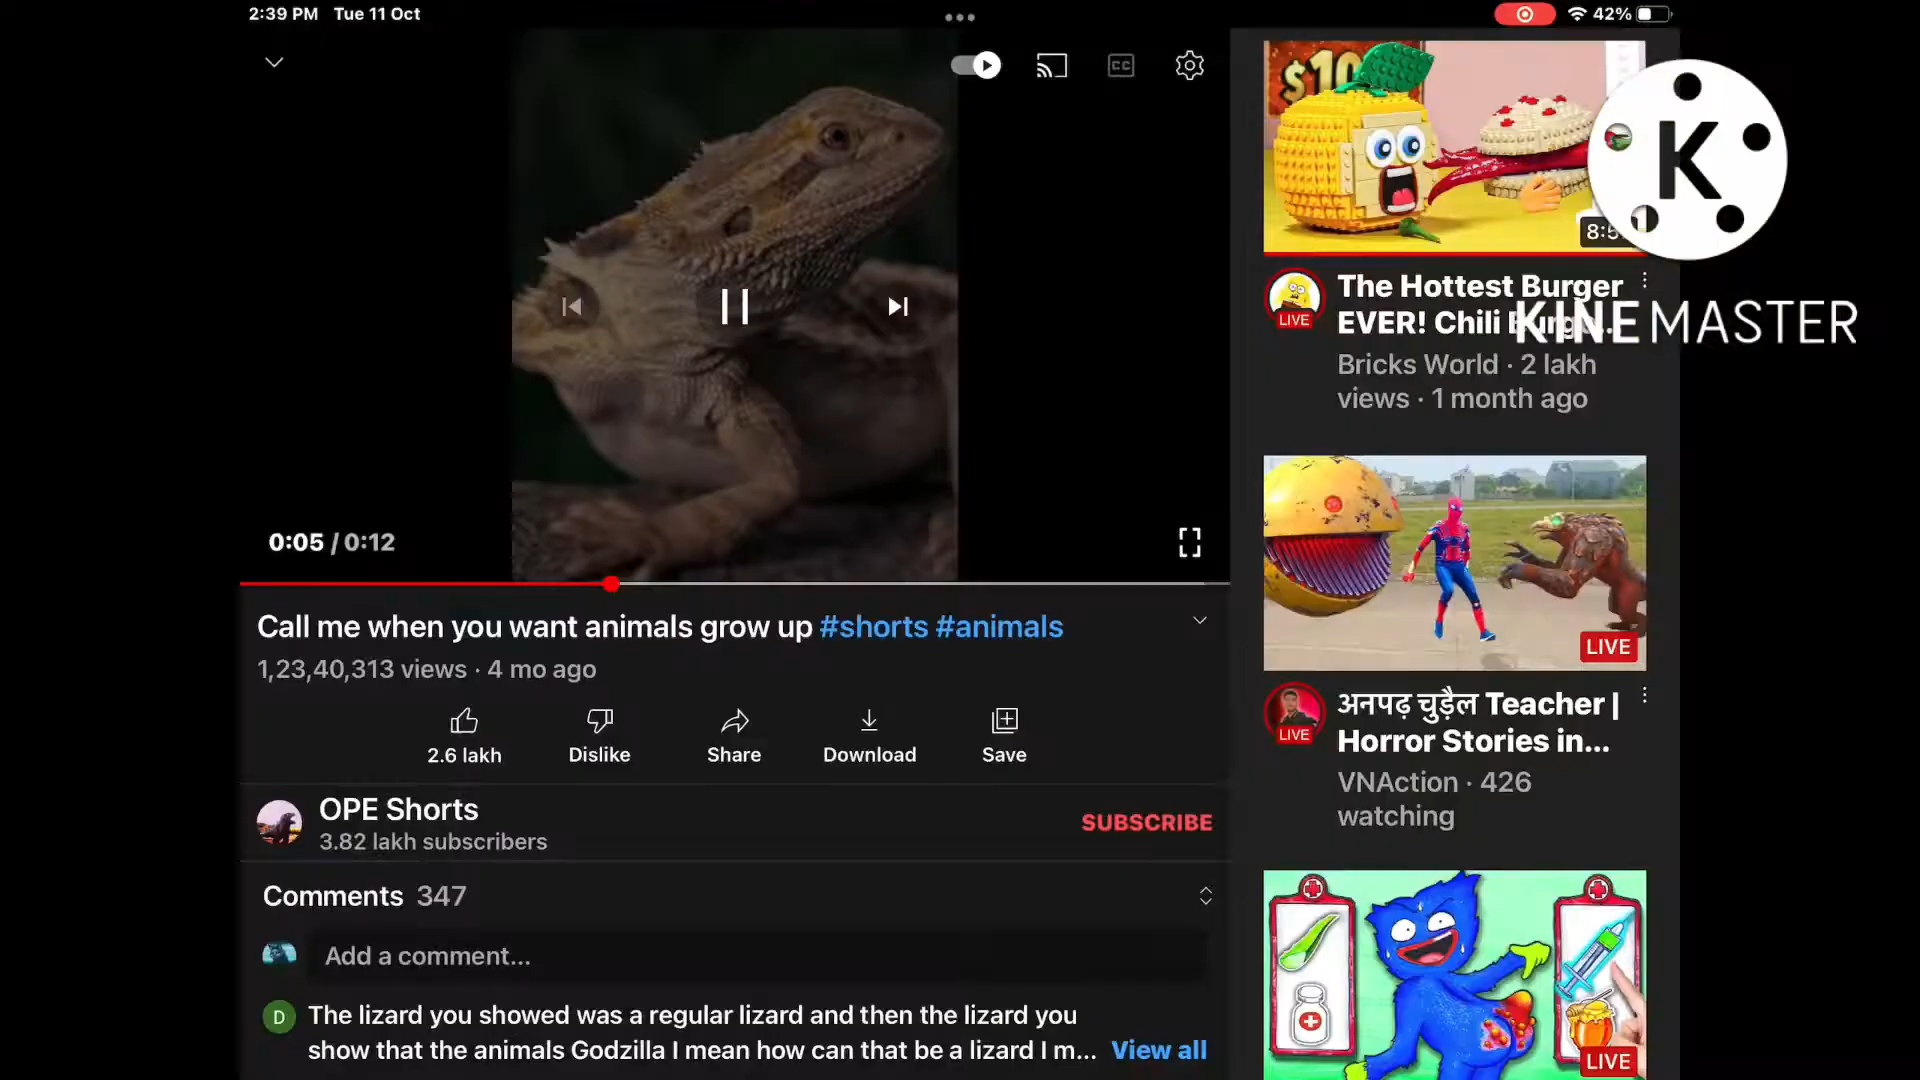 2:39 PM Tue 11 Oct
42%
CC
0:05 / 0:12
Call me when you want animals grow up #shorts #animals
1,23,40,313 views · 4 mo ago
2.6 lakh
Dislike
Share
Download
Save
OPE Shorts
3.82 lakh subscribers
SUBSCRIBE
Comments 347
Add a comment...
D
The lizard you showed was a regular lizard and then the lizard you
show that the animals Godzilla I mean how can that be a lizard I m... View all
$10
LIVE
The Hottest Burger
EVER! Chili
Bricks World · 2 lakh
views · 1 month ago
K
KINEMASTER
LIVE
LIVE
अनपढ़ चुड़ैल Teacher |
Horror Stories in...
VNAction · 426
watching
LIVE